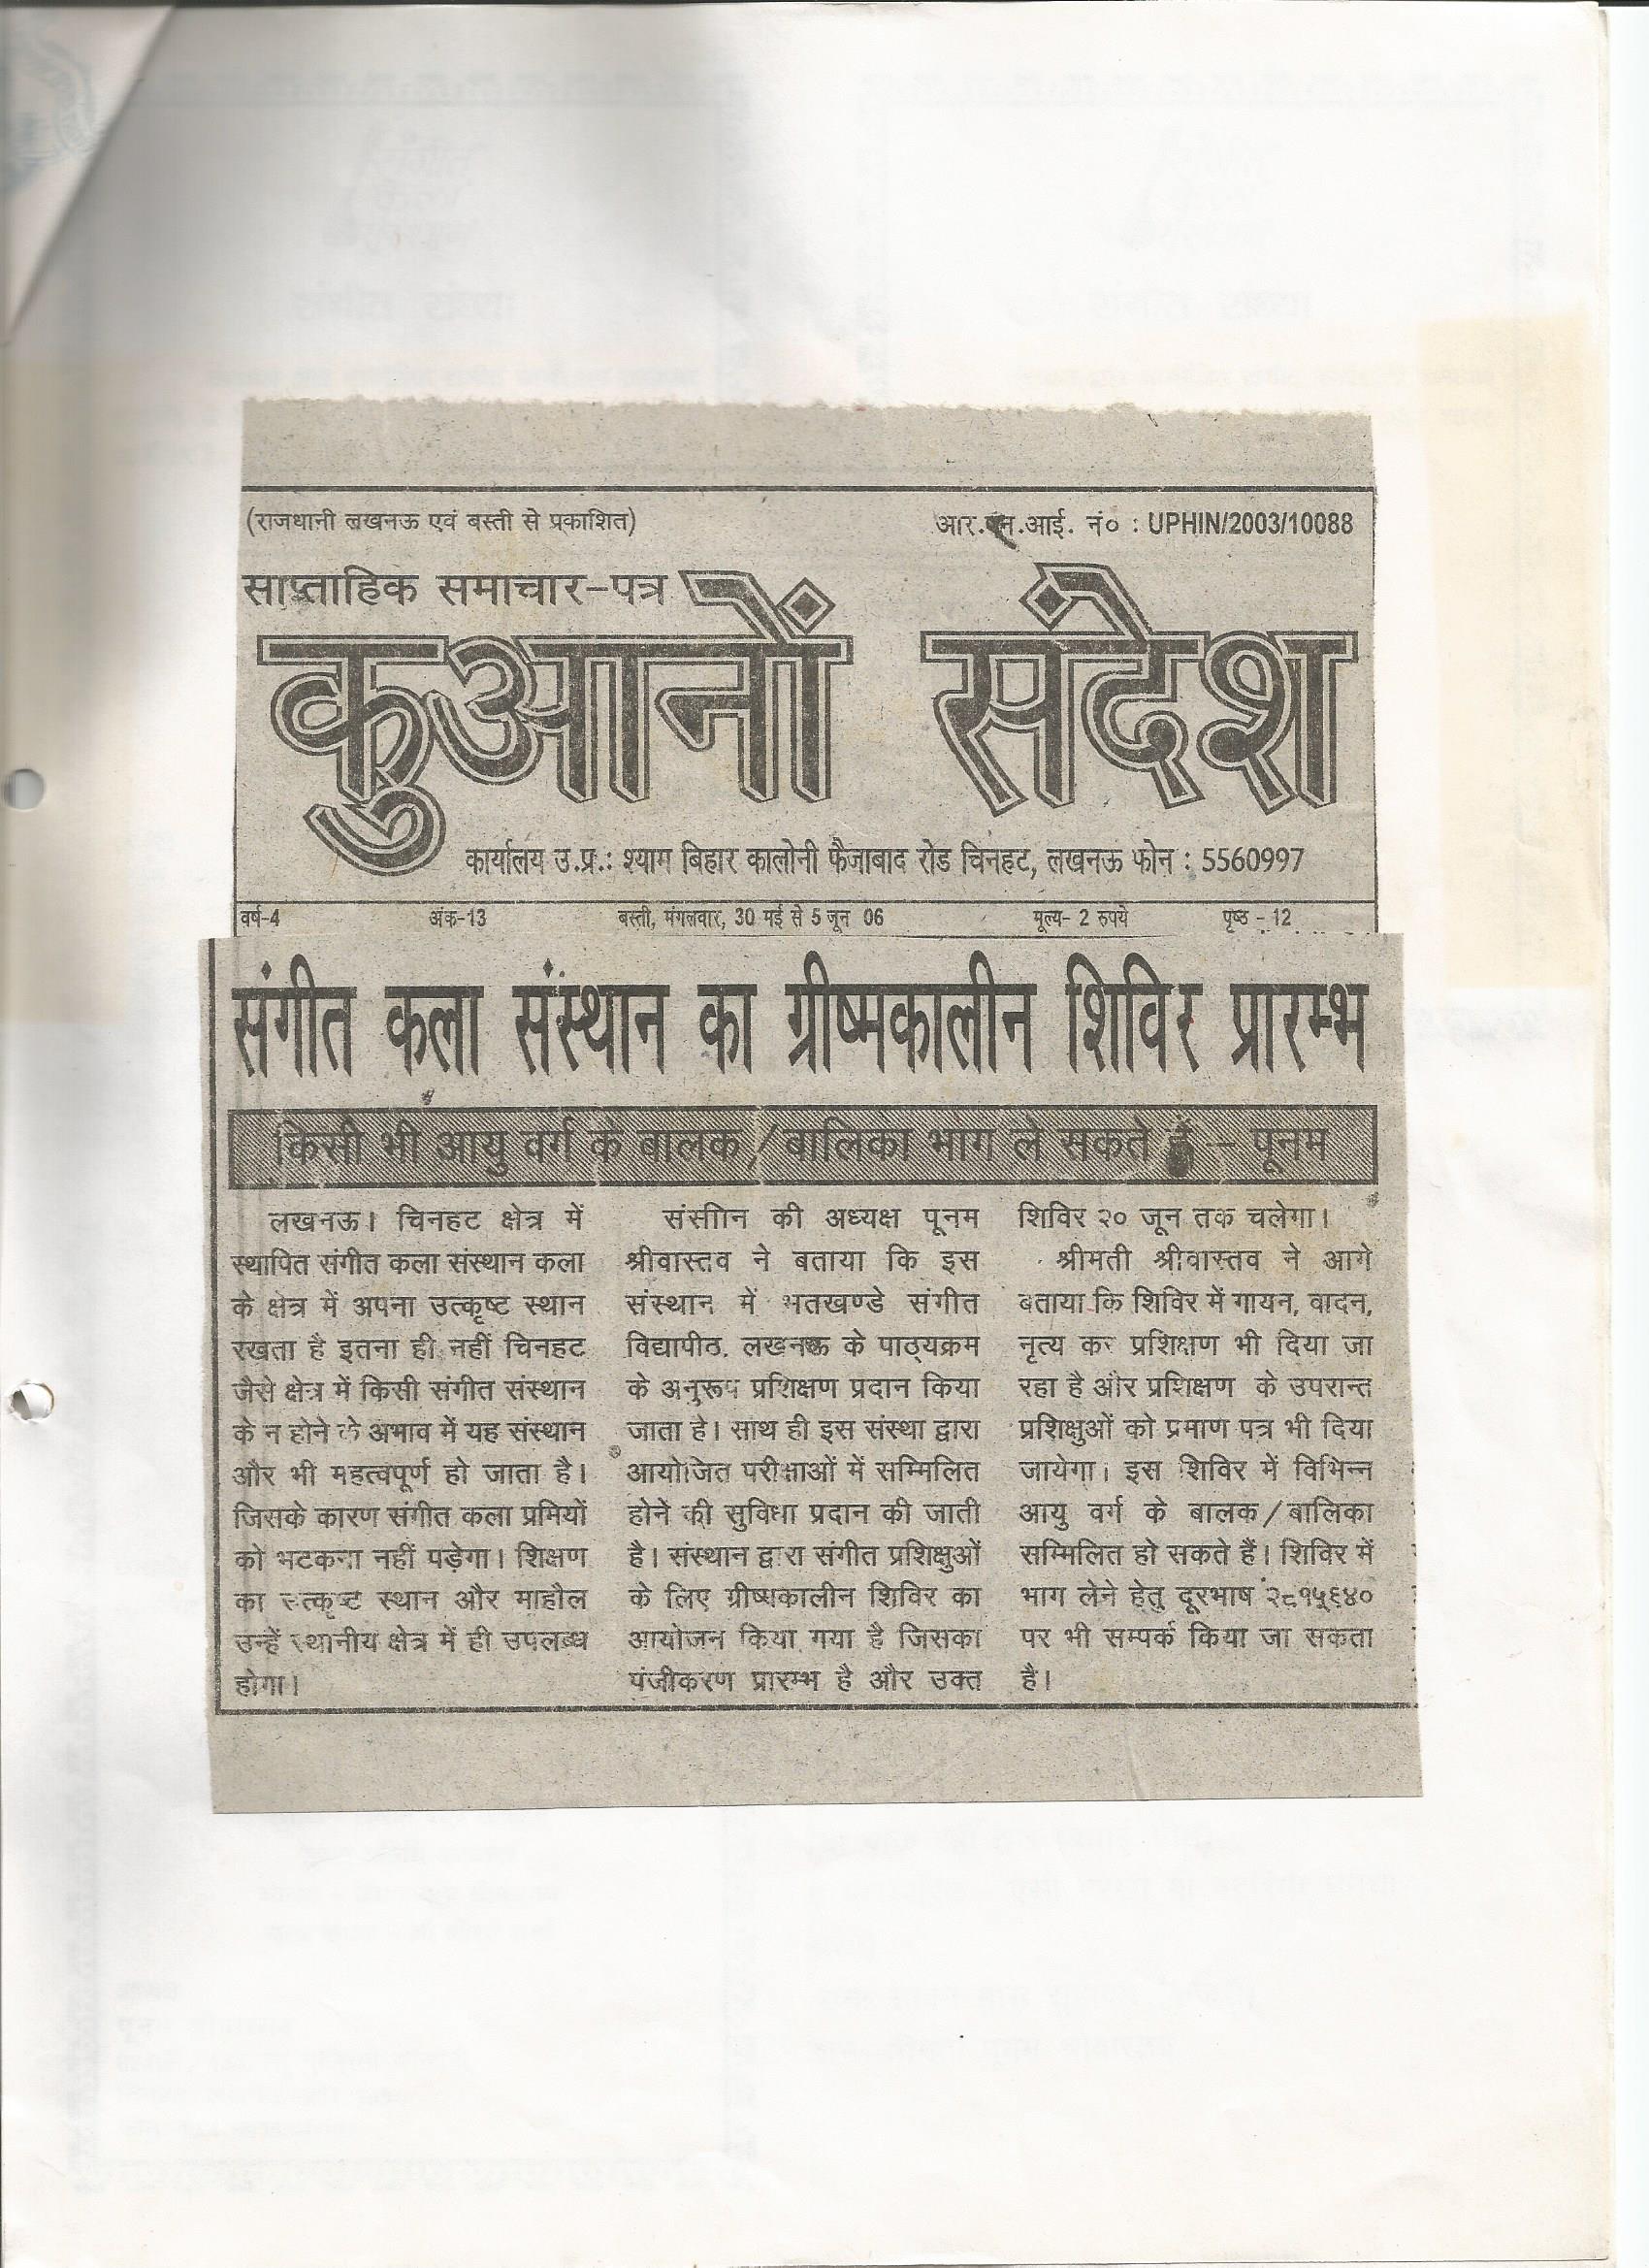 (राजधानी लखनऊ एवं बस्ती से प्रकाशित)
आर.एन.आई. नं० : UPHIN/2003/10088
साप्ताहिक समाचार-पत्र
कुआनों संदेश
कार्यालय उ.प्र.: श्याम बिहार कालोनी फैजाबाद रोड चिनहट, लखनऊ फोन : 5560997
वर्ष-4 अंक-13 बस्ती, मंगलवार, 30 मई से 5 जून 06 मूल्य- 2 रुपये पृष्ठ - 12
संगीत कला संस्थान का ग्रीष्मकालीन शिविर प्रारम्भ
किसी भी आयु वर्ग के बालक/बालिका भाग ले सकते हैं - पूनम
लखनऊ। चिनहट क्षेत्र में
स्थापित संगीत कला संस्थान कला
के क्षेत्र में अपना उत्कृष्ट स्थान
रखता है इतना ही नहीं चिनहट
जैसे क्षेत्र में किसी संगीत संस्थान
के न होने के अभाव में यह संस्थान
और भी महत्वपूर्ण हो जाता है।
जिसके कारण संगीत कला प्रमियों
को भटकना नहीं पड़ेगा। शिक्षण
का उत्कृष्ट स्थान और माहौल
उन्हें स्थानीय क्षेत्र में ही उपलब्ध
होगा।
संस्ाान की अध्यक्ष पूनम
श्रीवास्तव ने बताया कि इस
संस्थान में भतखण्डे संगीत
विद्यापीठ. लखनऊ के पाठ्यक्रम
के अनुरूप प्रशिक्षण प्रदान किया
जाता है। साथ ही इस संस्था द्वारा
आयोजित परीक्षाओं में सम्मिलित
होने की सुविधा प्रदान की जाती
है। संस्थान द्वारा संगीत प्रशिक्षुओं
के लिए ग्रीष्मकालीन शिविर का
आयोजन किया गया है जिसका
पंजीकरण प्रारम्भ है और उक्त
शिविर २० जून तक चलेगा।
श्रीमती श्रीवास्तव ने आगे
बताया कि शिविर में गायन, वादन,
नृत्य कर प्रशिक्षण भी दिया जा
रहा है और प्रशिक्षण के उपरान्त
प्रशिक्षुओं को प्रमाण पत्र भी दिया
जायेगा। इस शिविर में विभिन्न
आयु वर्ग के बालक/बालिका
सम्मिलित हो सकते हैं। शिविर में
भाग लेने हेतु दूरभाष २८१५६४०
पर भी सम्पर्क किया जा सकता
है।